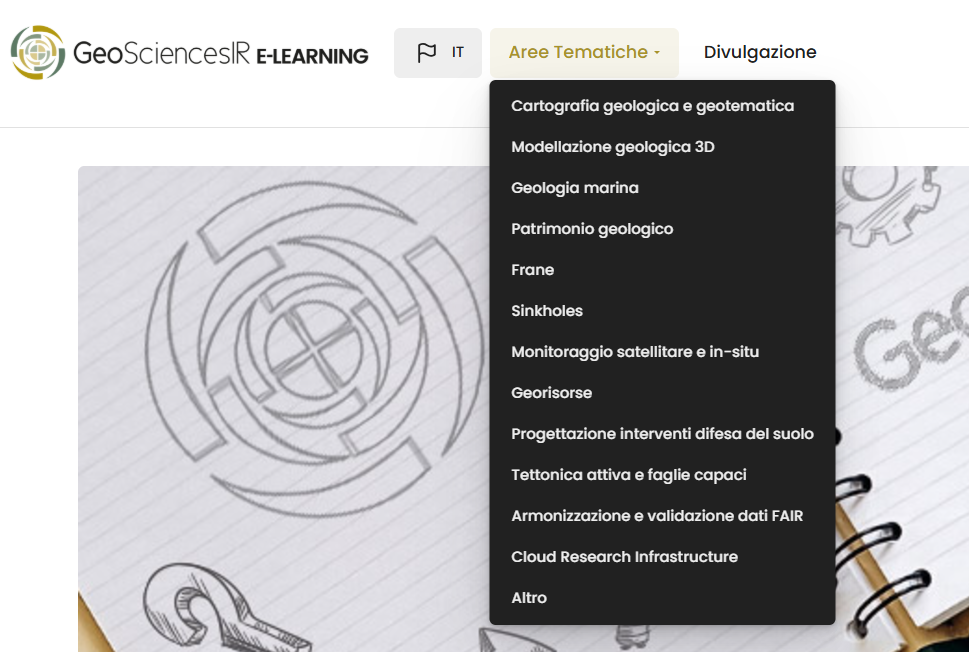 GeoSciencesIR E-LEARNING
IT
Aree Tematiche
Divulgazione
Cartografia geologica e geotematica
Modellazione geologica 3D
Geologia marina
Patrimonio geologico
Frane
Sinkholes
Monitoraggio satellitare e in-situ
Georisorse
Progettazione interventi difesa del suolo
Tettonica attiva e faglie capaci
Armonizzazione e validazione dati FAIR
Cloud Research Infrastructure
Altro
Geo